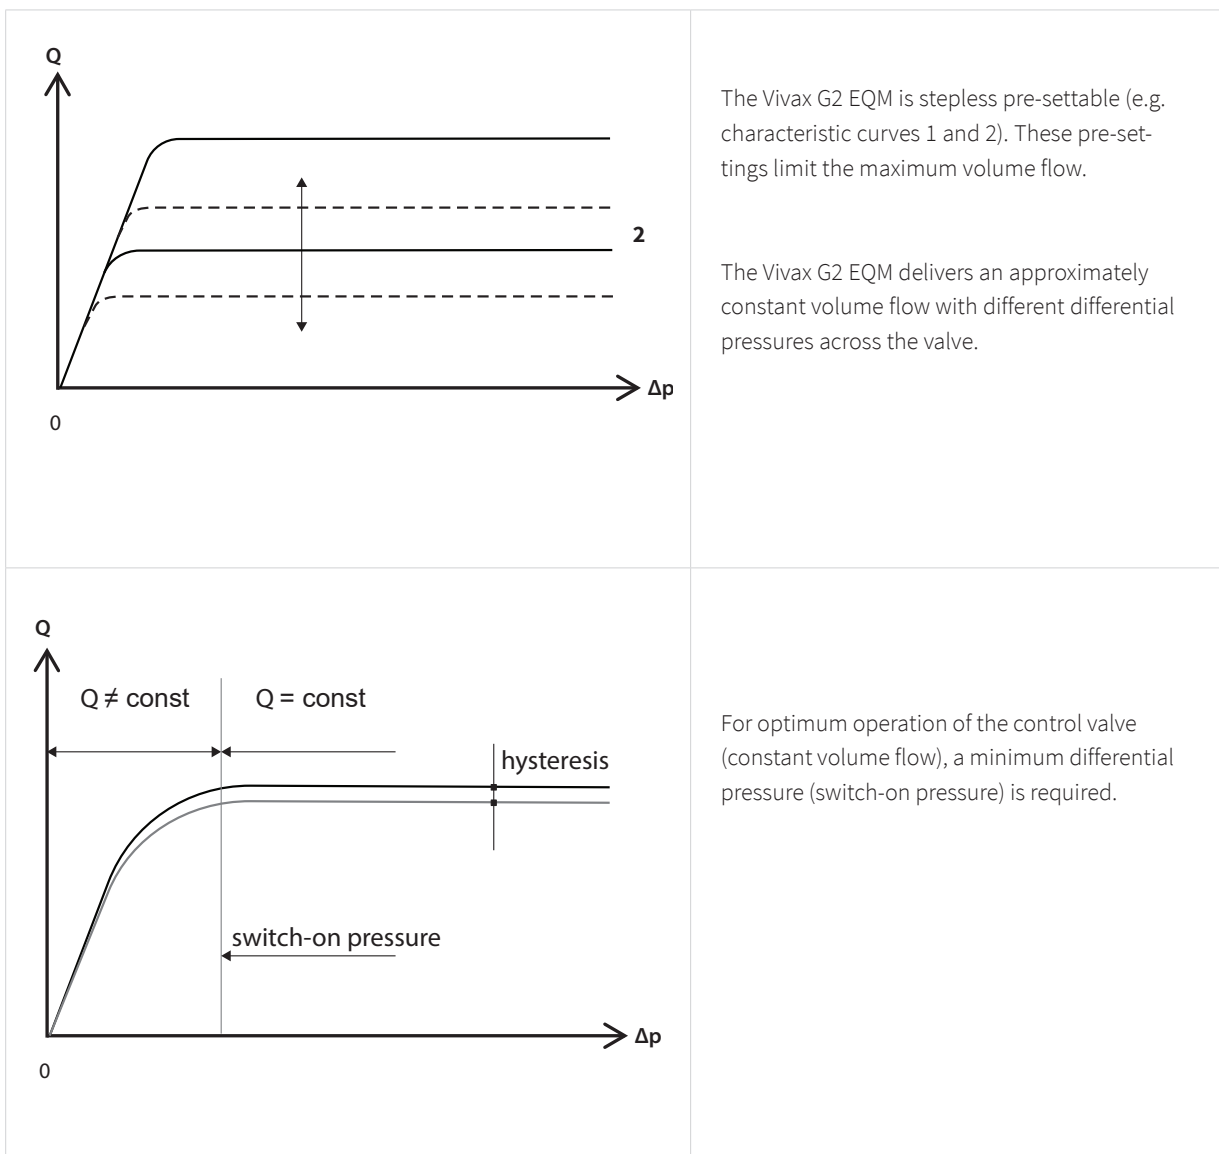 Q
2
Δp
0
The Vivax G2 EQM is stepless pre-settable (e.g.
characteristic curves 1 and 2). These pre-set-
tings limit the maximum volume flow.
The Vivax G2 EQM delivers an approximately
constant volume flow with different differential
pressures across the valve.
Q
Q ≠ const
Q = const
hysteresis
switch-on pressure
Δp
0
For optimum operation of the control valve
(constant volume flow), a minimum differential
pressure (switch-on pressure) is required.